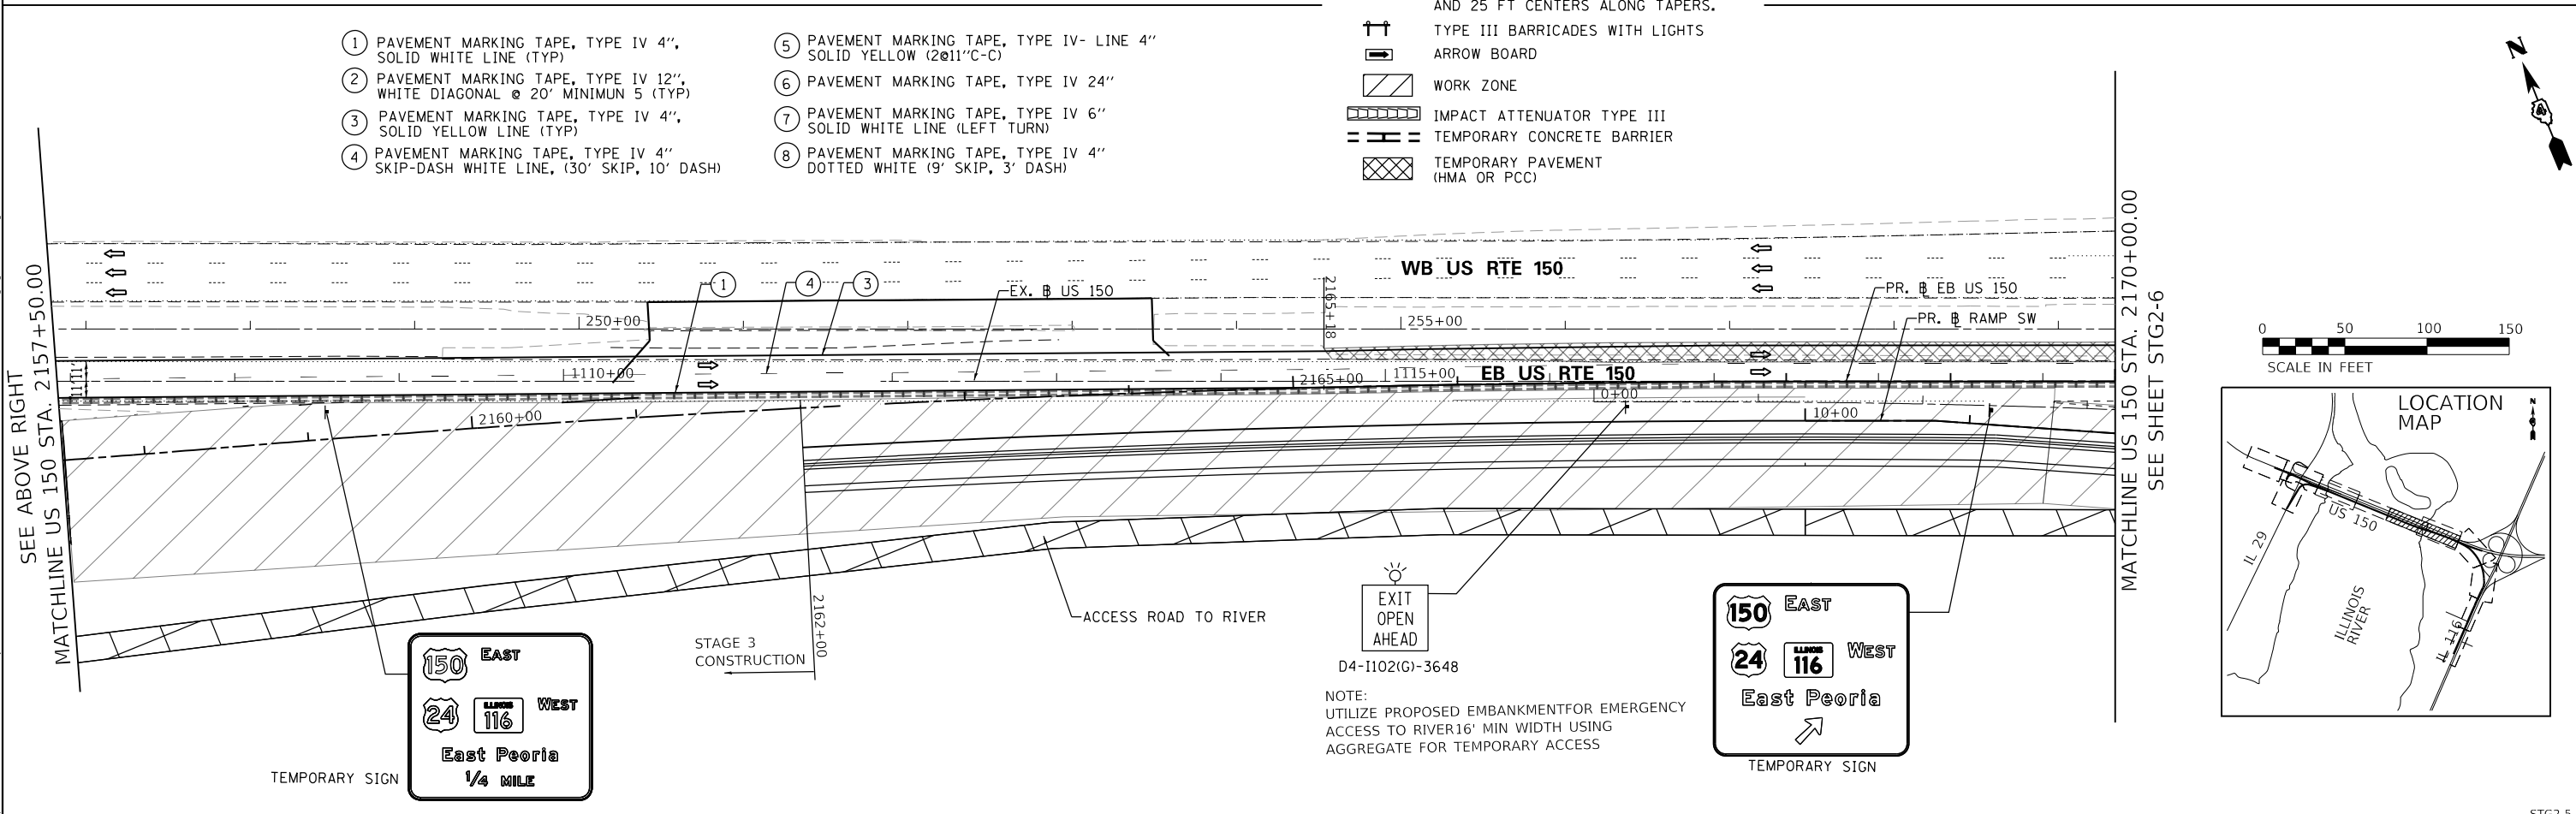 AND 25 FT CENTERS ALONG TAPERS.
1 PAVEMENT MARKING TAPE, TYPE IV 4",
SOLID WHITE LINE (TYP)
2 PAVEMENT MARKING TAPE, TYPE IV 12",
WHITE DIAGONAL @ 20' MINIMUN 5 (TYP)
3 PAVEMENT MARKING TAPE, TYPE IV 4",
SOLID YELLOW LINE (TYP)
4 PAVEMENT MARKING TAPE, TYPE IV 4"
SKIP-DASH WHITE LINE, (30' SKIP, 10' DASH)
5 PAVEMENT MARKING TAPE, TYPE IV- LINE 4"
SOLID YELLOW (2@11"C-C)
6 PAVEMENT MARKING TAPE, TYPE IV 24"
7 PAVEMENT MARKING TAPE, TYPE IV 6"
SOLID WHITE LINE (LEFT TURN)
8 PAVEMENT MARKING TAPE, TYPE IV 4"
DOTTED WHITE (9' SKIP, 3' DASH)
TYPE III BARRICADES WITH LIGHTS
ARROW BOARD
WORK ZONE
IMPACT ATTENUATOR TYPE III
TEMPORARY CONCRETE BARRIER
TEMPORARY PAVEMENT
(HMA OR PCC)
N
4
SEE ABOVE RIGHT
MATCHLINE US 150 STA. 2157+50.00
WB US RTE 150
1
4
3
EX. B US 150
PR. B EB US 150
PR. B RAMP SW
250+00
2165+18
255+00
11'
11'
1110+00
2165+00
1115+00
EB US RTE 150
0+00
10+00
2160+00
MATCHLINE US 150 STA. 2170+00.00
SEE SHEET STG2-6
0 50 100 150
SCALE IN FEET
LOCATION
MAP
N
US 150
IL 29
ILLINOIS
RIVER
IL 116
ACCESS ROAD TO RIVER
2162+00
STAGE 3
CONSTRUCTION
EXIT
OPEN
AHEAD
D4-I102(G)-3648
NOTE:
UTILIZE PROPOSED EMBANKMENTFOR EMERGENCY
ACCESS TO RIVER16' MIN WIDTH USING
AGGREGATE FOR TEMPORARY ACCESS
150 EAST
24 ILLINOIS 116 WEST
East Peoria
1/4 MILE
TEMPORARY SIGN
150 EAST
24 ILLINOIS 116 WEST
East Peoria
TEMPORARY SIGN
STG2-5